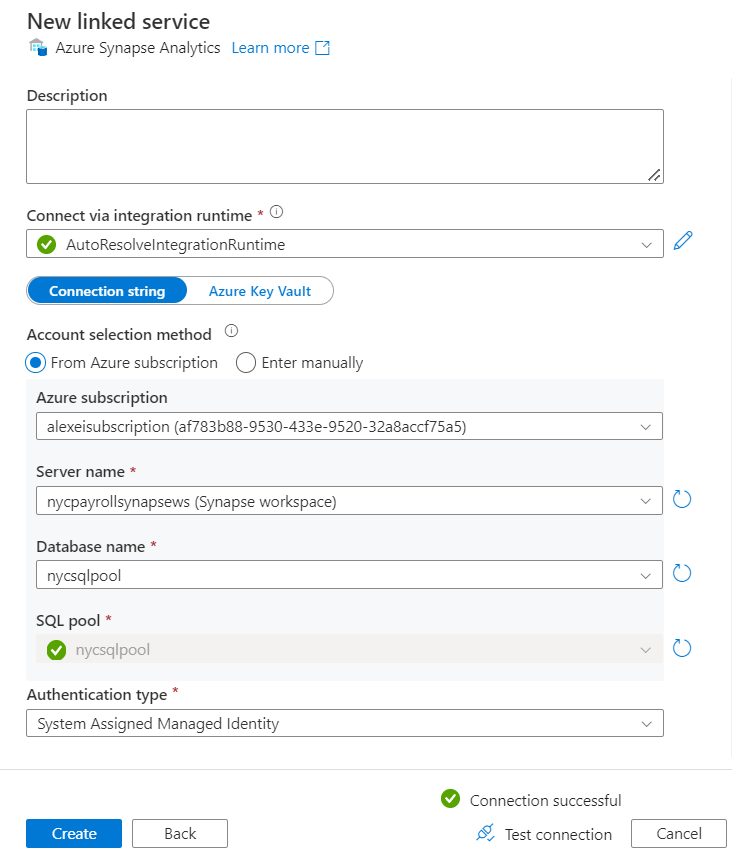 New linked service
Azure Synapse Analytics Learn more
Description
Connect via integration runtime *
AutoResolveIntegrationRuntime
Connection string Azure Key Vault
Account selection method
From Azure subscription Enter manually
Azure subscription
alexeisubscription (af783b88-9530-433e-9520-32a8accf75a5)
Server name *
nycpayrollsynapsews (Synapse workspace)
Database name *
nycsqlpool
SQL pool *
nycsqlpool
Authentication type *
System Assigned Managed Identity
Connection successful
Create Back Test connection Cancel